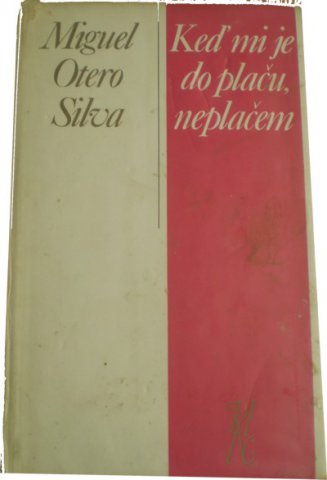 Miguel
Otero
Silva
Keď mi je
do plaču,
neplačem